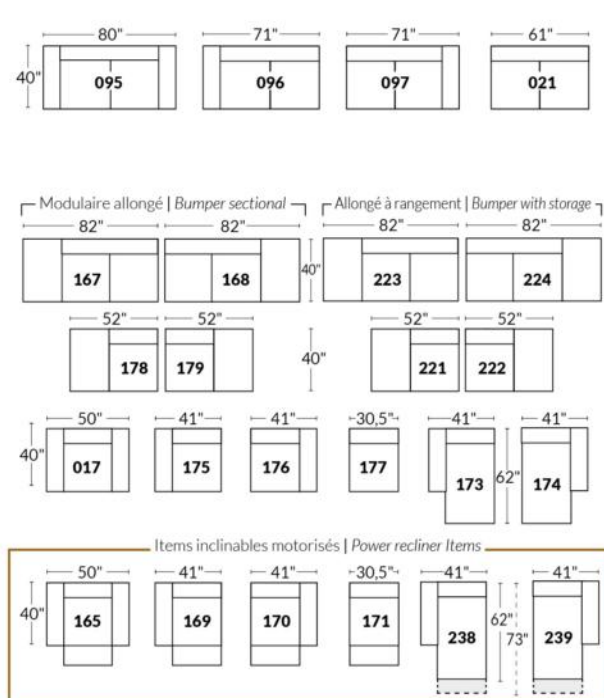 80" 71" 71" 61"
40" 095 096 097 021
Modulaire allongé | Bumper sectional Allongé à rangement | Bumper with storage
82" 82" 82" 82"
40"
167 168 223 224
52" 52" 52" 52"
40"
178 179 221 222
50" 41" 41" 30,5" 41" 41"
40" 017 175 176 177 173 62" 174
Items inclinables motorisés | Power recliner Items
50" 41" 41" 30,5" 41" 41"
40" 165 169 170 171 238 62" 73" 239